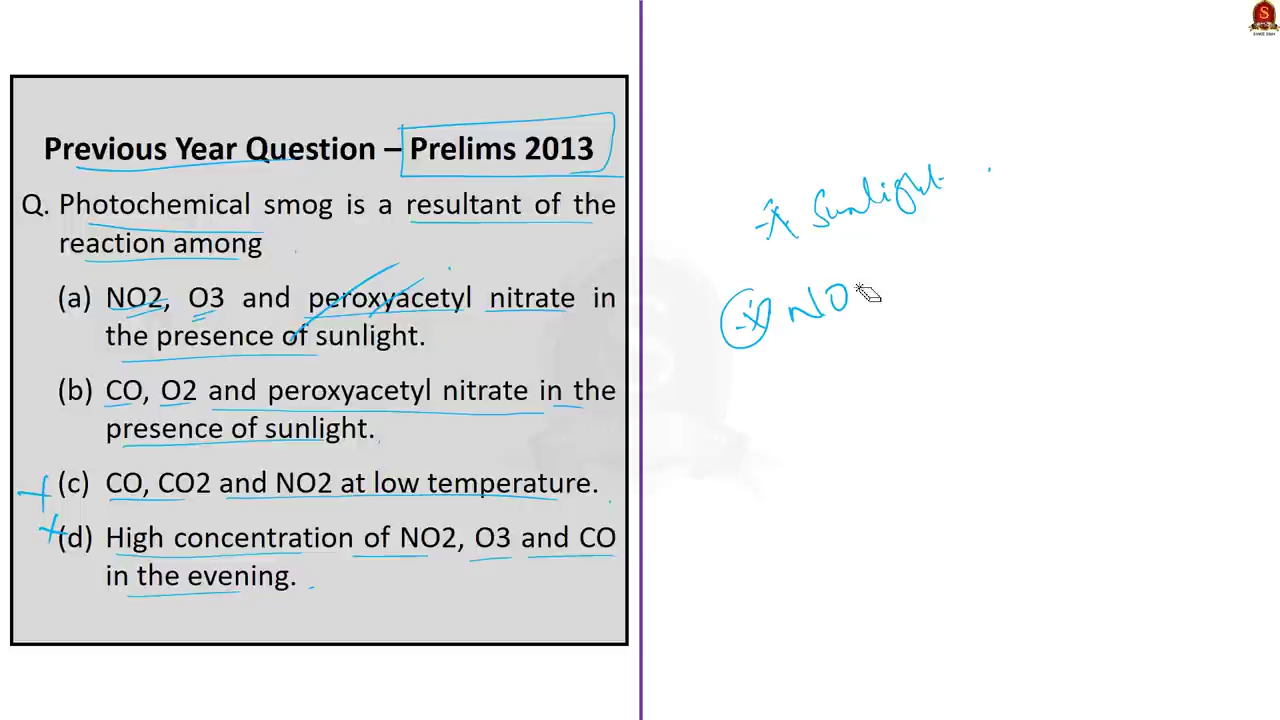 Previous Year Question – Prelims 2013
Q. Photochemical smog is a resultant of the
reaction among
(a) NO2, O3 and peroxyacetyl nitrate in
the presence of sunlight.
(b) CO, O2 and peroxyacetyl nitrate in the
presence of sunlight.
(c) CO, CO2 and NO2 at low temperature.
(d) High concentration of NO2, O3 and CO
in the evening.
Sunlight
NO
S